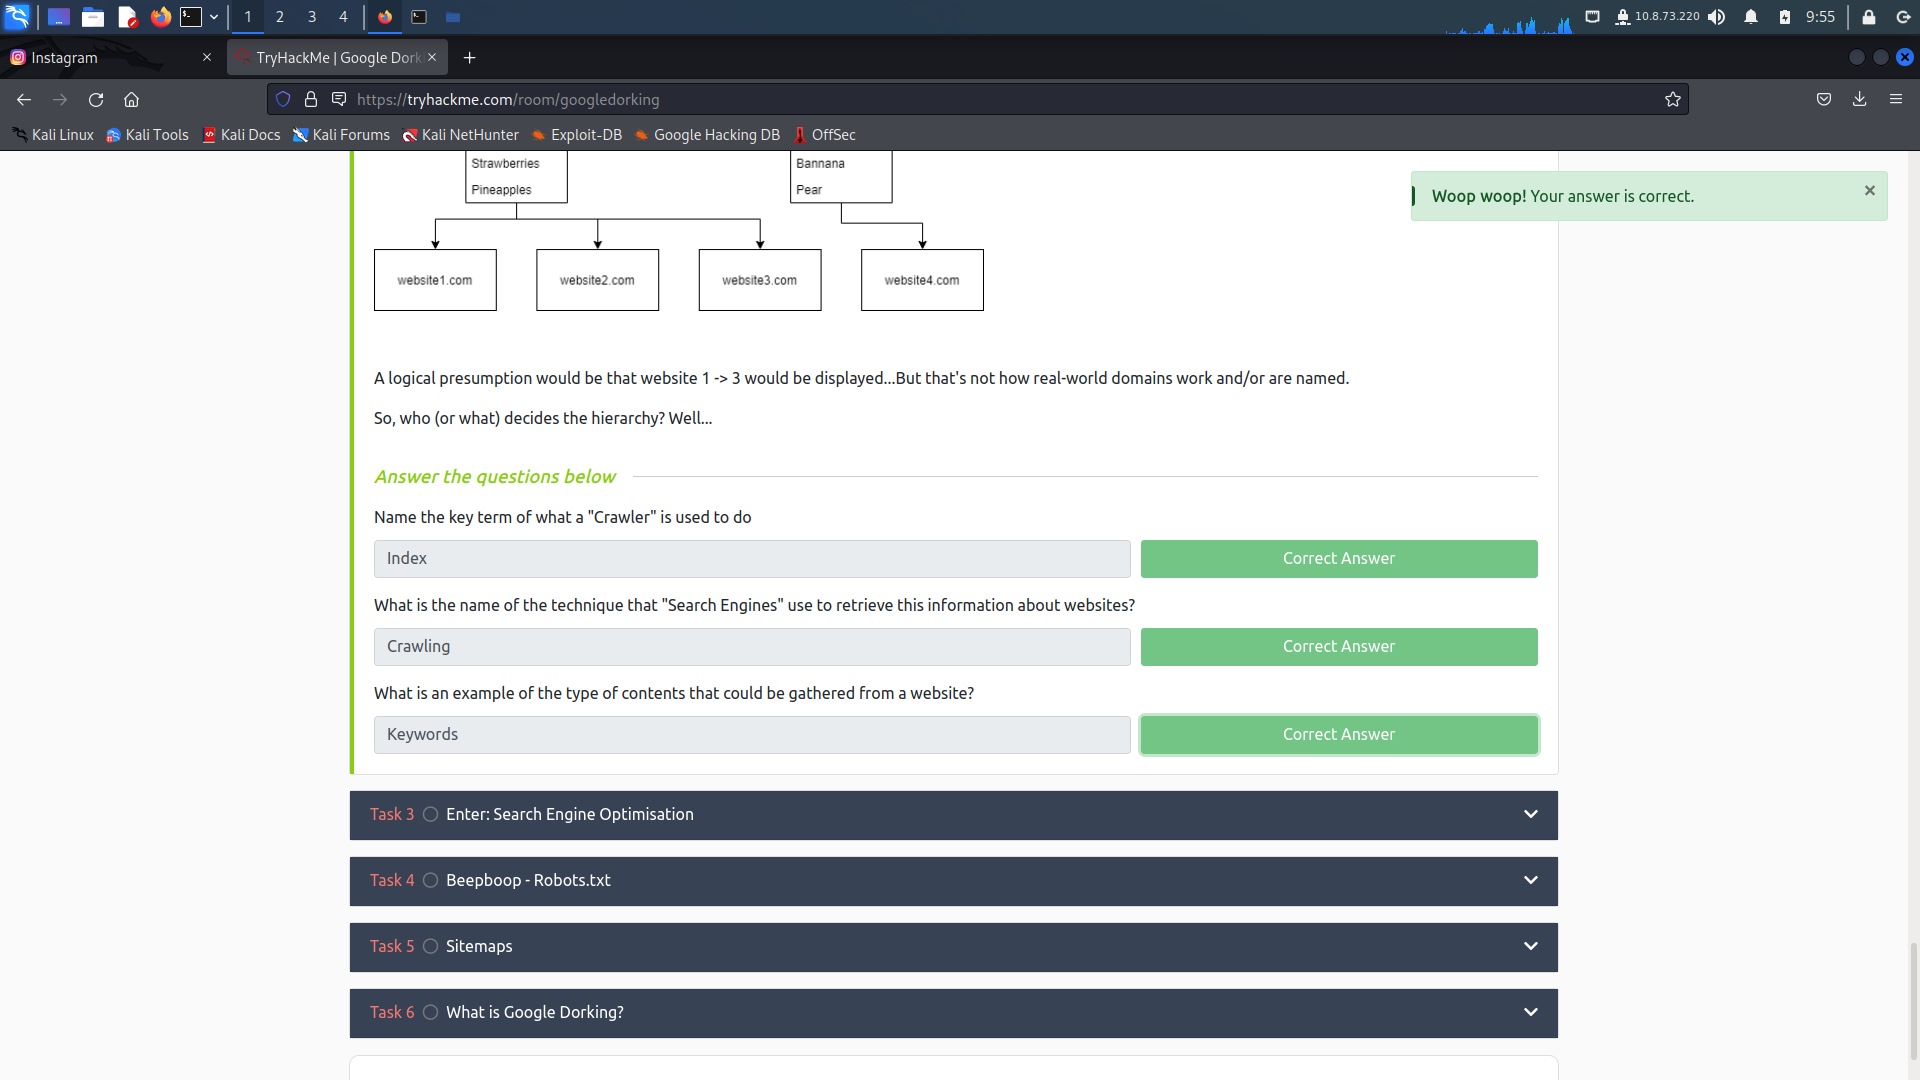 1 2 3 4 10.8.73.220 9:55
Instagram × TryHackMe | Google Dork × +
https://tryhackme.com/room/googledorking
Kali Linux Kali Tools Kali Docs Kali Forums Kali NetHunter Exploit-DB Google Hacking DB OffSec
Strawberries
Pineapples
Bannana
Pear
Woop woop! Your answer is correct. ×
website1.com website2.com website3.com website4.com
A logical presumption would be that website 1 -> 3 would be displayed...But that's not how real-world domains work and/or are named.
So, who (or what) decides the hierarchy? Well...
Answer the questions below
Name the key term of what a "Crawler" is used to do
Index Correct Answer
What is the name of the technique that "Search Engines" use to retrieve this information about websites?
Crawling Correct Answer
What is an example of the type of contents that could be gathered from a website?
Keywords Correct Answer
Task 3 Enter: Search Engine Optimisation
Task 4 Beepboop - Robots.txt
Task 5 Sitemaps
Task 6 What is Google Dorking?